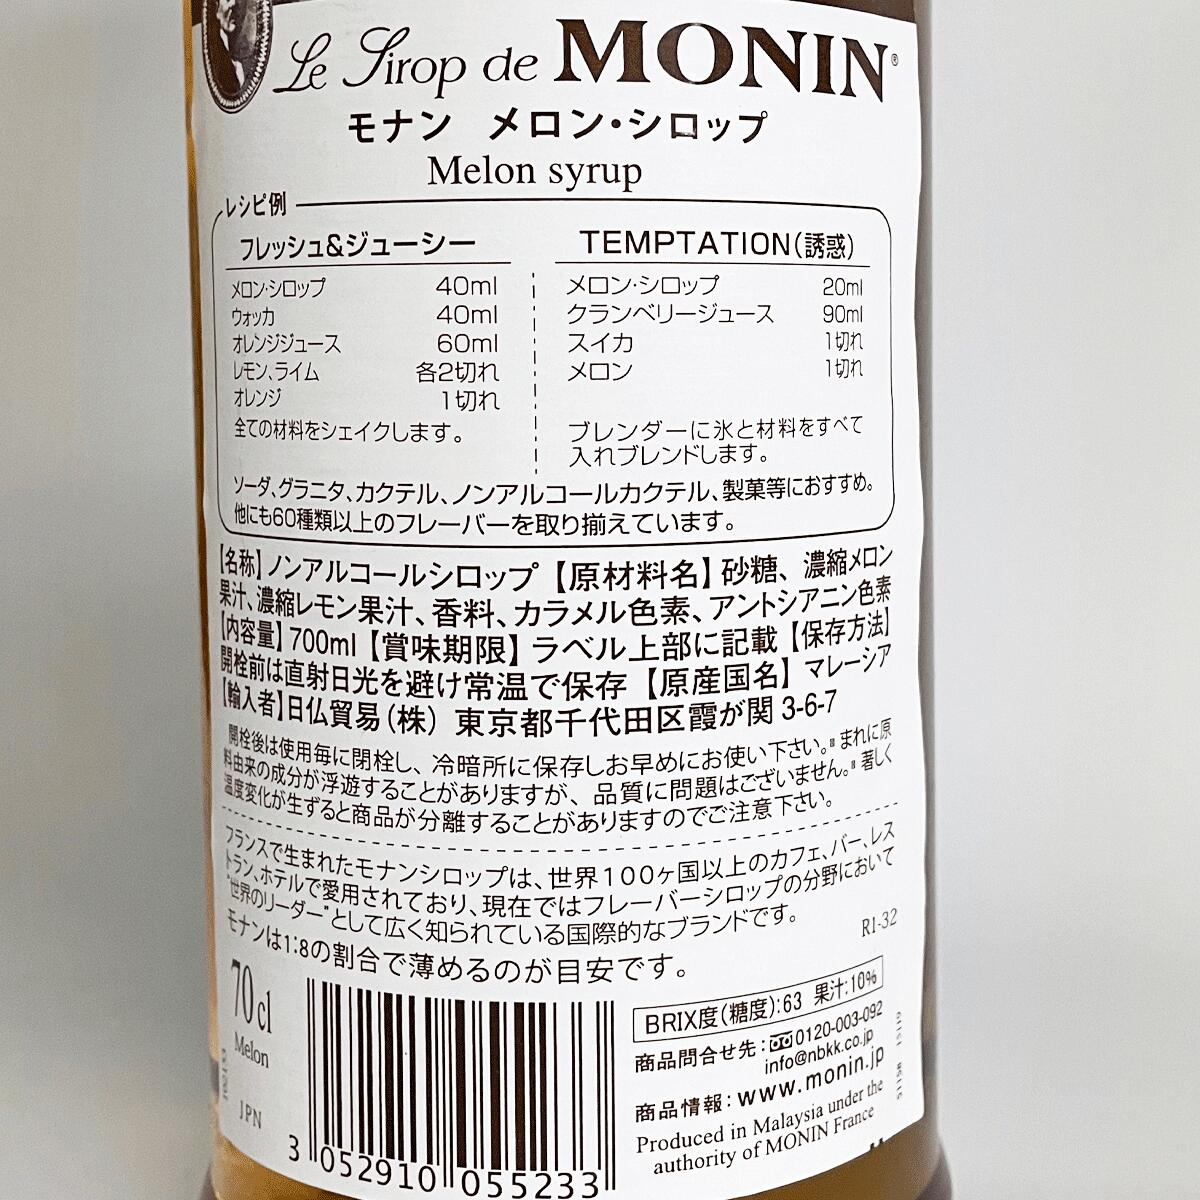 Le Sirop de MONIN®
モナン メロン・シロップ
Melon syrup
レシピ例
フレッシュ&ジューシー
メロン・シロップ 40ml
ウォッカ 40ml
オレンジジュース 60ml
レモン、ライム 各2切れ
オレンジ 1切れ
全ての材料をシェイクします。
TEMPTATION(誘惑)
メロン・シロップ 20ml
クランベリージュース 90ml
スイカ 1切れ
メロン 1切れ
ブレンダーに氷と材料をすべて
入れブレンドします。
ソーダ、グラニタ、カクテル、ノンアルコールカクテル、製菓等におすすめ。
他にも60種類以上のフレーバーを取り揃えています。
【名称】ノンアルコールシロップ【原材料名】砂糖、濃縮メロン
果汁、濃縮レモン果汁、香料、カラメル色素、アントシアニン色素
【内容量】700ml【賞味期限】ラベル上部に記載【保存方法】
開栓前は直射日光を避け常温で保存【原産国名】マレーシア
【輸入者】日仏貿易(株) 東京都千代田区霞が関3-6-7
開栓後は使用毎に閉栓し、冷暗所に保存しお早めにお使い下さい。※まれに原
料由来の成分が浮遊することがありますが、品質に問題はございません。※著しく
温度変化が生ずると商品が分離することがありますのでご注意下さい。
フランスで生まれたモナンシロップは、世界100ヶ国以上のカフェ、バー、レス
トラン、ホテルで愛用されており、現在ではフレーバーシロップの分野において
"世界のリーダー"として広く知られている国際的なブランドです。
モナンは1:8の割合で薄めるのが目安です。
R1-32
70cl
Melon
JPN
3 052910 055233
BRIX度(糖度):63 果汁:10%
商品問合せ先:0120-003-092
info@nbkk.co.jp
商品情報:www.monin.jp
Produced in Malaysia under the
authority of MONIN France